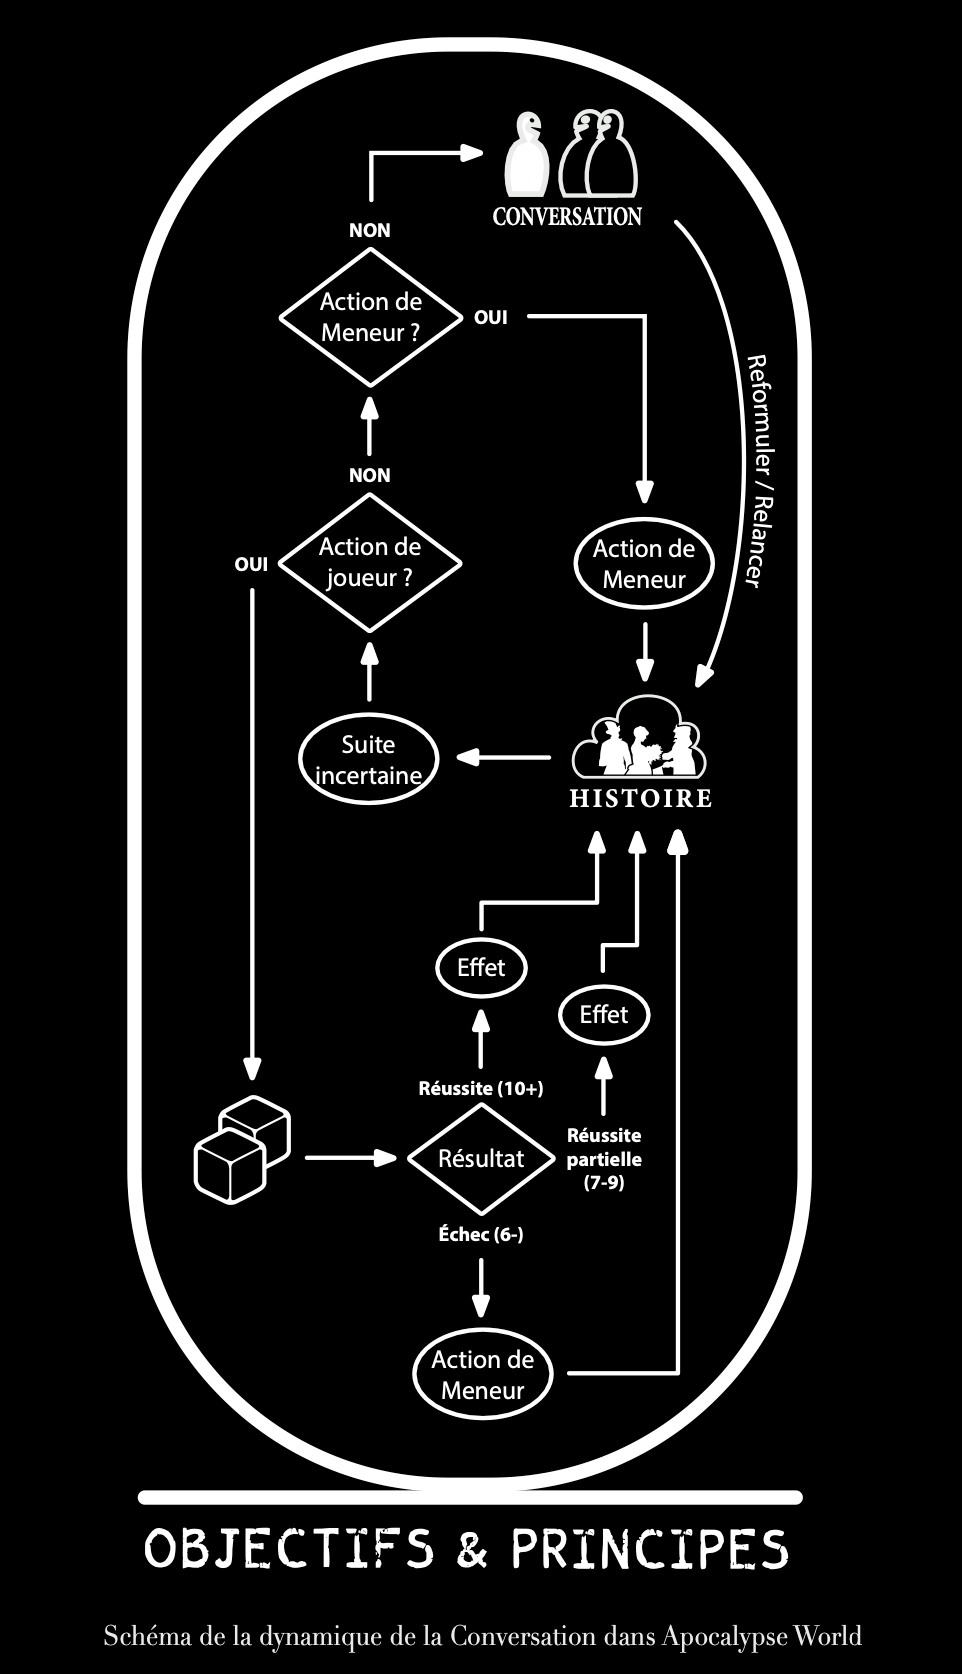 CONVERSATION
NON
Action de
Meneur ?
OUI
Reformuler / Relancer
NON
Action de
joueur ?
OUI
Action de
Meneur
Suite
incertaine
HISTOIRE
Effet
Effet
Réussite (10+)
Réussite
partielle
(7-9)
Résultat
Échec (6-)
Action de
Meneur
OBJECTIFS & PRINCIPES
Schéma de la dynamique de la Conversation dans Apocalypse World